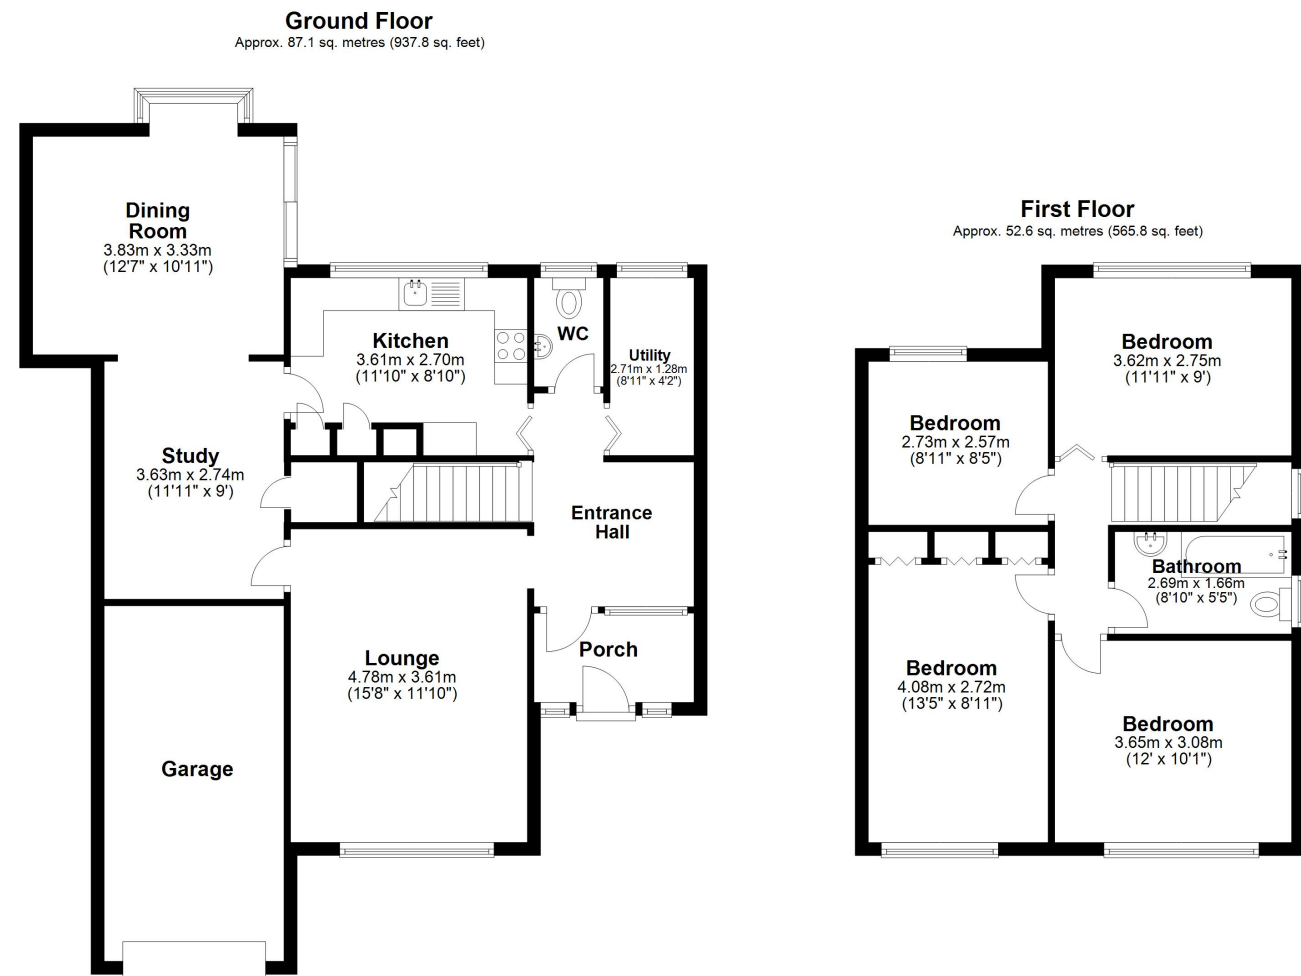 Ground Floor
Approx. 87.1 sq. metres (937.8 sq. feet)
Dining
Room
3.83m x 3.33m
(12'7" x 10'11")
Kitchen
3.61m x 2.70m
(11'10" x 8'10")
WC
Utility
2.71m x 1.28m
(8'11" x 4'2")
Study
3.63m x 2.74m
(11'11" x 9')
Entrance
Hall
Lounge
4.78m x 3.61m
(15'8" x 11'10")
Porch
Garage
First Floor
Approx. 52.6 sq. metres (565.8 sq. feet)
Bedroom
3.62m x 2.75m
(11'11" x 9')
Bedroom
2.73m x 2.57m
(8'11" x 8'5")
Bathroom
2.69m x 1.66m
(8'10" x 5'5")
Bedroom
4.08m x 2.72m
(13'5" x 8'11")
Bedroom
3.65m x 3.08m
(12' x 10'1")